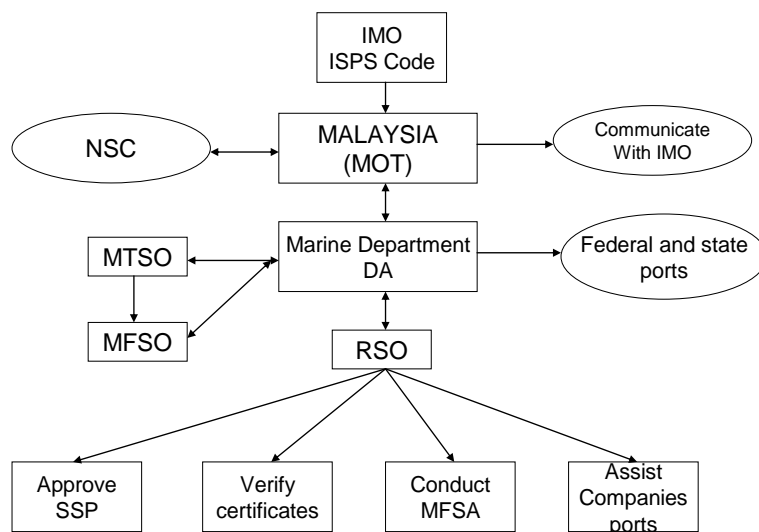 IMO
ISPS Code
NSC
MALAYSIA
(MOT)
Communicate
With IMO
MTSO
Marine Department
DA
Federal and state
ports
MFSO
RSO
Approve
SSP
Verify
certificates
Conduct
MFSA
Assist
Companies
ports